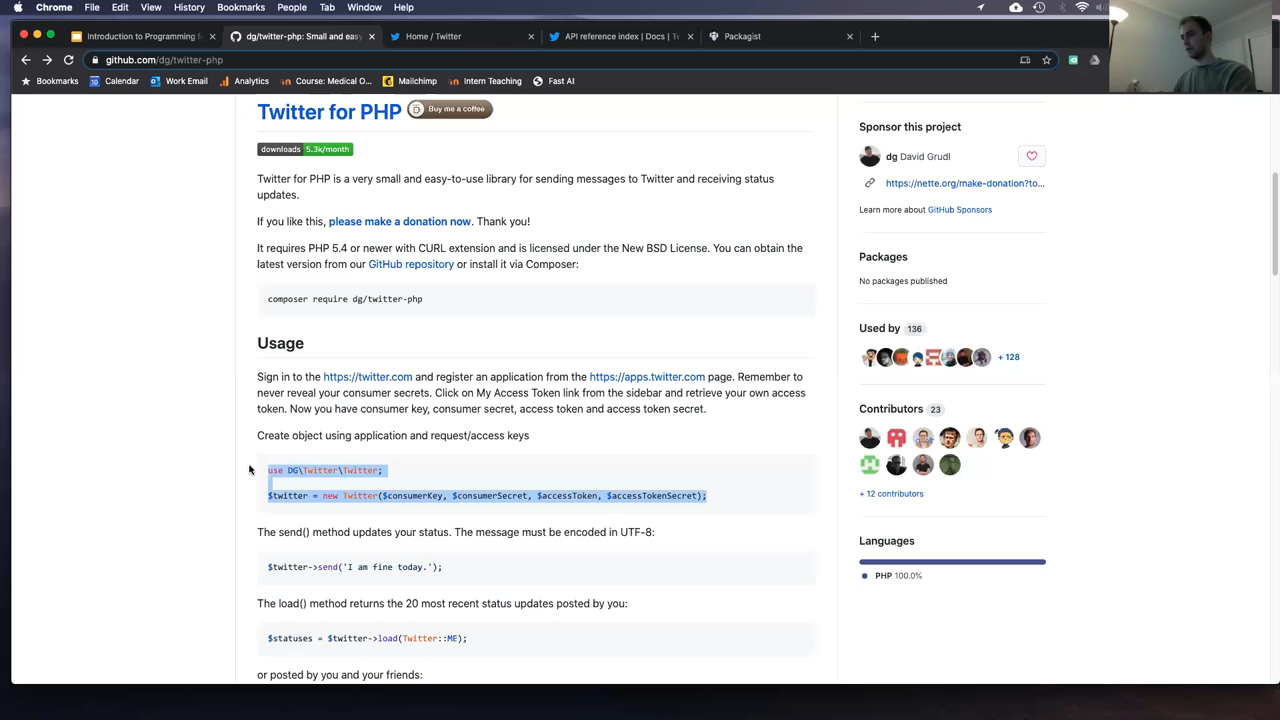 Chrome File Edit View History Bookmarks People Tab Window Help
Introduction to Programming f
dg/twitter-php: Small and easy
Home / Twitter
API reference index | Docs | Tw
Packagist
github.com/dg/twitter-php
Bookmarks
Calendar
Work Email
Analytics
Course: Medical O...
Mailchimp
Intern Teaching
Fast AI
Twitter for PHP
Buy me a coffee
downloads 5.3k/month
Twitter for PHP is a very small and easy-to-use library for sending messages to Twitter and receiving status
updates.
If you like this, please make a donation now. Thank you!
It requires PHP 5.4 or newer with CURL extension and is licensed under the New BSD License. You can obtain the
latest version from our GitHub repository or install it via Composer:
composer require dg/twitter-php
Usage
Sign in to the https://twitter.com and register an application from the https://apps.twitter.com page. Remember to
never reveal your consumer secrets. Click on My Access Token link from the sidebar and retrieve your own access
token. Now you have consumer key, consumer secret, access token and access token secret.
Create object using application and request/access keys
use DG\Twitter\Twitter;
$twitter = new Twitter($consumerKey, $consumerSecret, $accessToken, $accessTokenSecret);
The send() method updates your status. The message must be encoded in UTF-8:
$twitter->send('I am fine today.');
The load() method returns the 20 most recent status updates posted by you:
$statuses = $twitter->load(Twitter::ME);
or posted by you and your friends:
Sponsor this project
dg David Grudl
https://nette.org/make-donation?to...
Learn more about GitHub Sponsors
Packages
No packages published
Used by 136
+ 128
Contributors 23
+ 12 contributors
Languages
PHP 100.0%